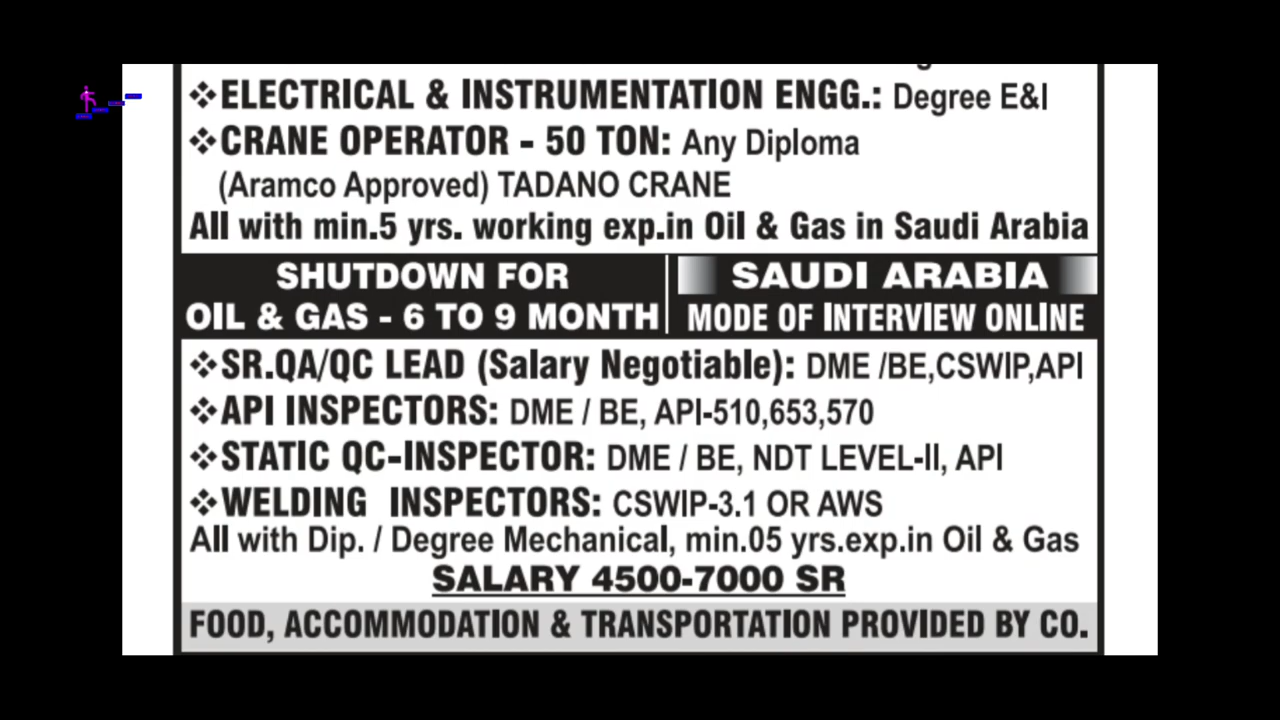 ❖ELECTRICAL & INSTRUMENTATION ENGG.: Degree E&I
❖CRANE OPERATOR - 50 TON: Any Diploma
(Aramco Approved) TADANO CRANE
All with min.5 yrs. working exp.in Oil & Gas in Saudi Arabia
SHUTDOWN FOR
OIL & GAS - 6 TO 9 MONTH
SAUDI ARABIA
MODE OF INTERVIEW ONLINE
❖SR.QA/QC LEAD (Salary Negotiable): DME /BE,CSWIP,API
❖API INSPECTORS: DME / BE, API-510,653,570
❖STATIC QC-INSPECTOR: DME / BE, NDT LEVEL-II, API
❖WELDING INSPECTORS: CSWIP-3.1 OR AWS
All with Dip. / Degree Mechanical, min.05 yrs.exp.in Oil & Gas
SALARY 4500-7000 SR
FOOD, ACCOMMODATION & TRANSPORTATION PROVIDED BY CO.